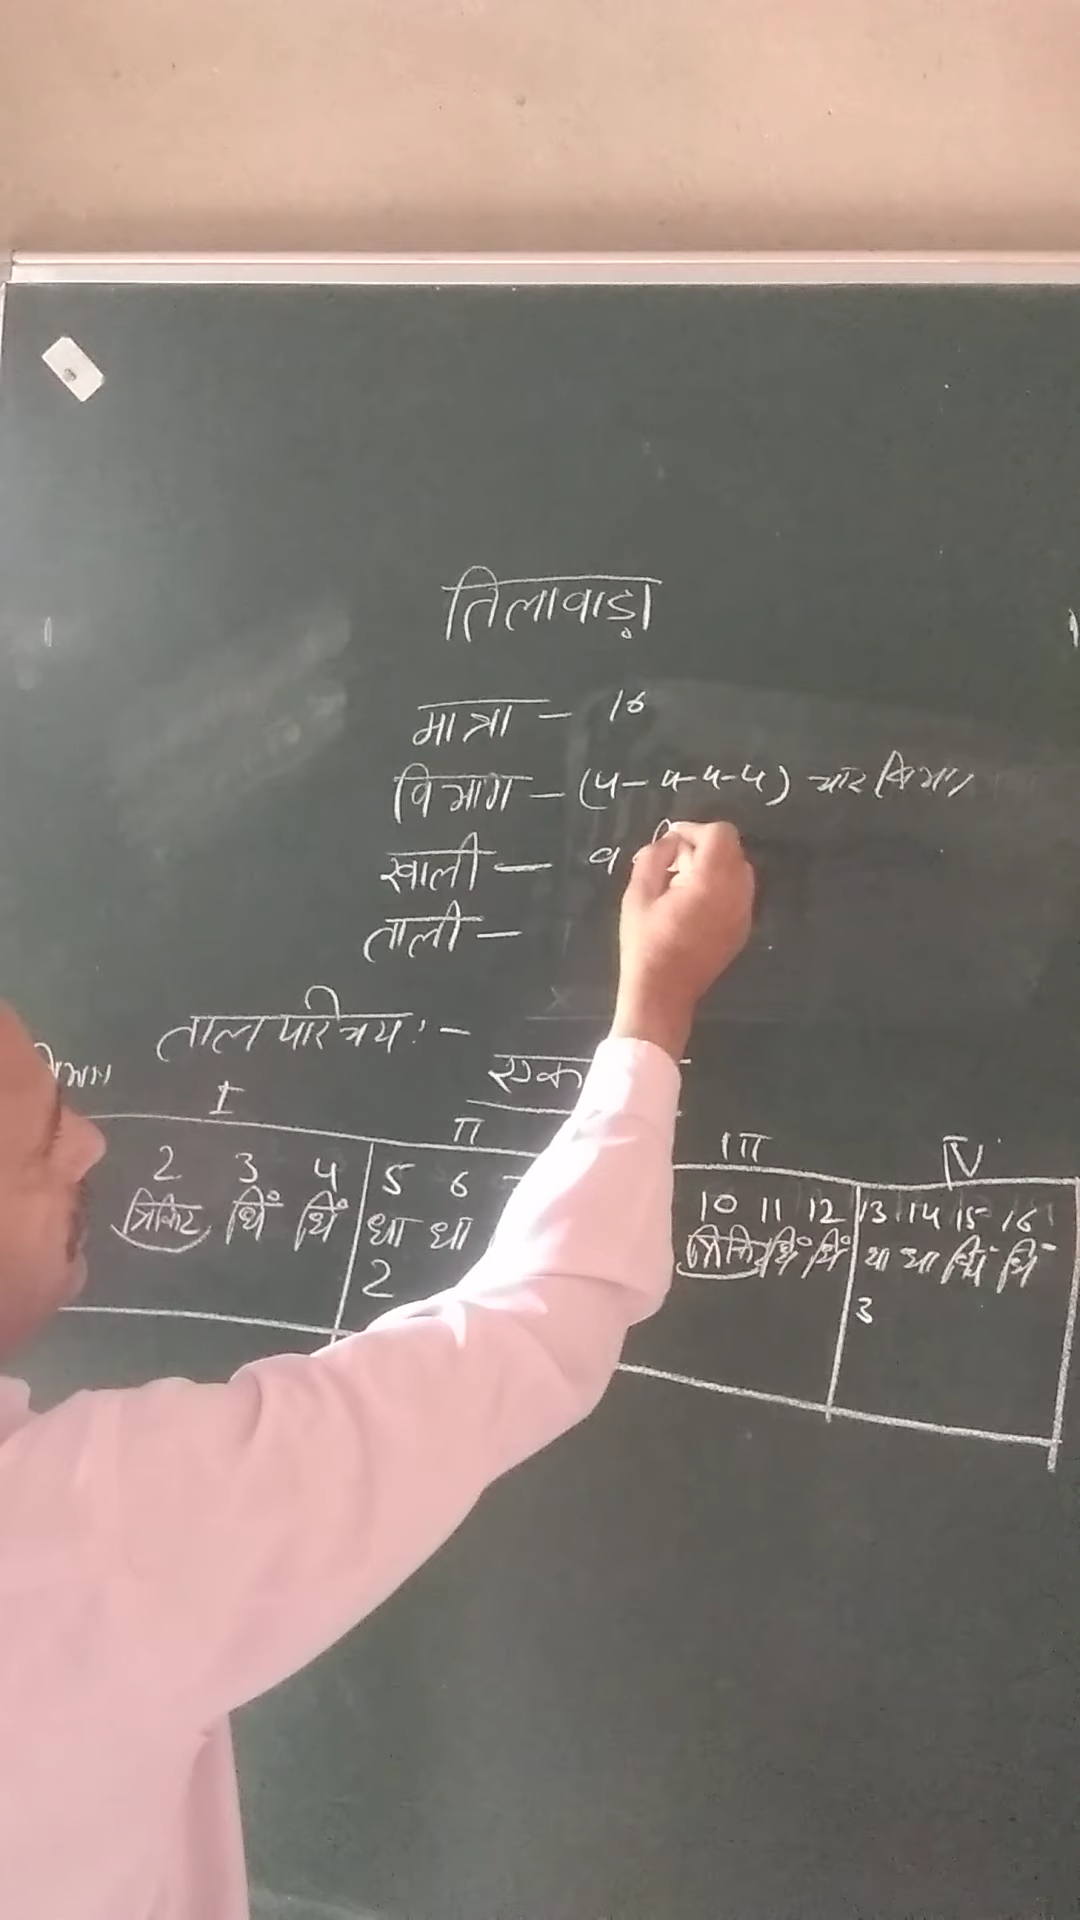 तिलावाड़ा
मात्रा - 16
विभाग - (4-4-4-4) चार विभाग
खाली - 9
ताली -
ताल परिचय :-
विभाग
I II III IV
2 3 4 5 6 10 11 12 13 14 15 16
त्रिकिट धिं धिं धा धा त्रिकिट धिं धिं धा धा धिं धिं
2 3